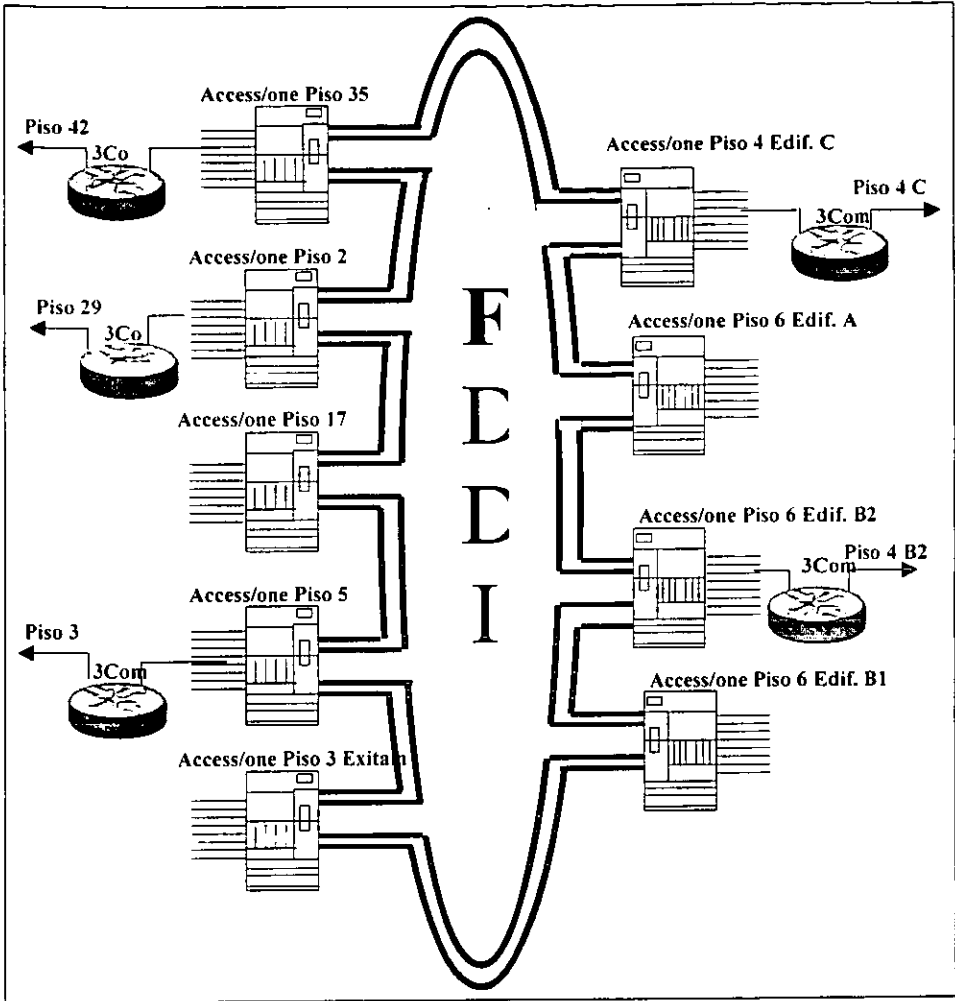 Access/one Piso 35
Piso 42
3Co
Access/one Piso 2
Piso 29
3Co
Access/one Piso 17
Access/one Piso 5
Piso 3
3Com
Access/one Piso 3 Exitam
F
D
D
I
Access/one Piso 4 Edif. C
Piso 4 C
3Com
Access/one Piso 6 Edif. A
Access/one Piso 6 Edif. B2
Piso 4 B2
3Com
Access/one Piso 6 Edif. B1